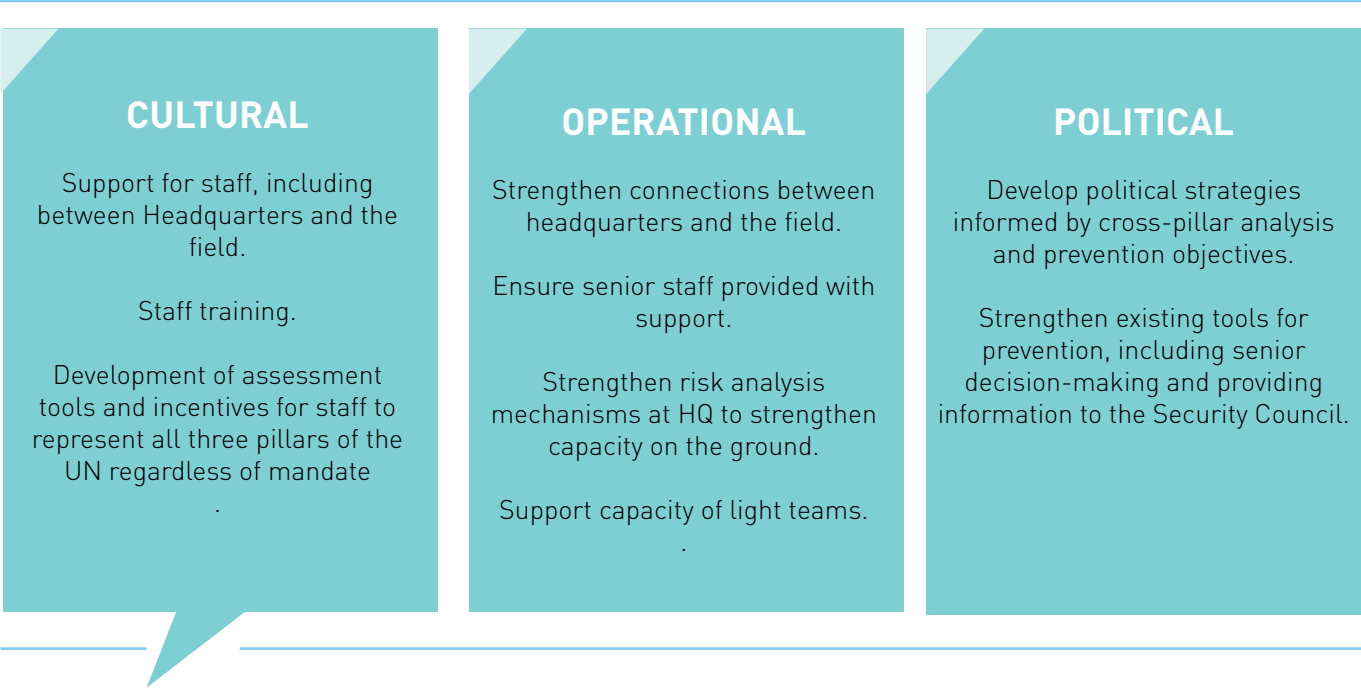 CULTURAL
Support for staff, including
between Headquarters and the
field.
Staff training.
Development of assessment
tools and incentives for staff to
represent all three pillars of the
UN regardless of mandate
.
OPERATIONAL
Strengthen connections between
headquarters and the field.
Ensure senior staff provided with
support.
Strengthen risk analysis
mechanisms at HQ to strengthen
capacity on the ground.
Support capacity of light teams.
.
POLITICAL
Develop political strategies
informed by cross-pillar analysis
and prevention objectives.
Strengthen existing tools for
prevention, including senior
decision-making and providing
information to the Security Council.